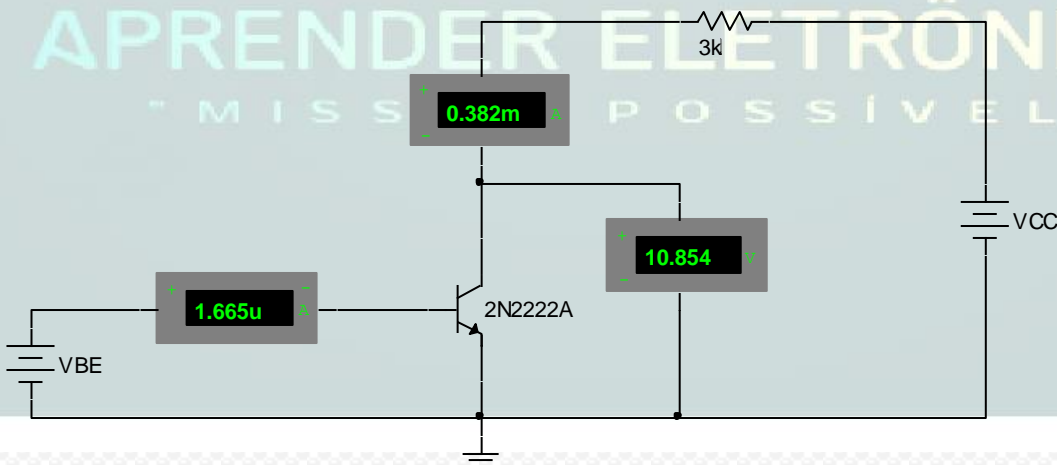 APRENDER ELETRÔN
"MISS POSSÍVEL
3k
+
0.382m A
-
VCC
+
10.854 V
-
+ -
1.665u A
2N2222A
VBE